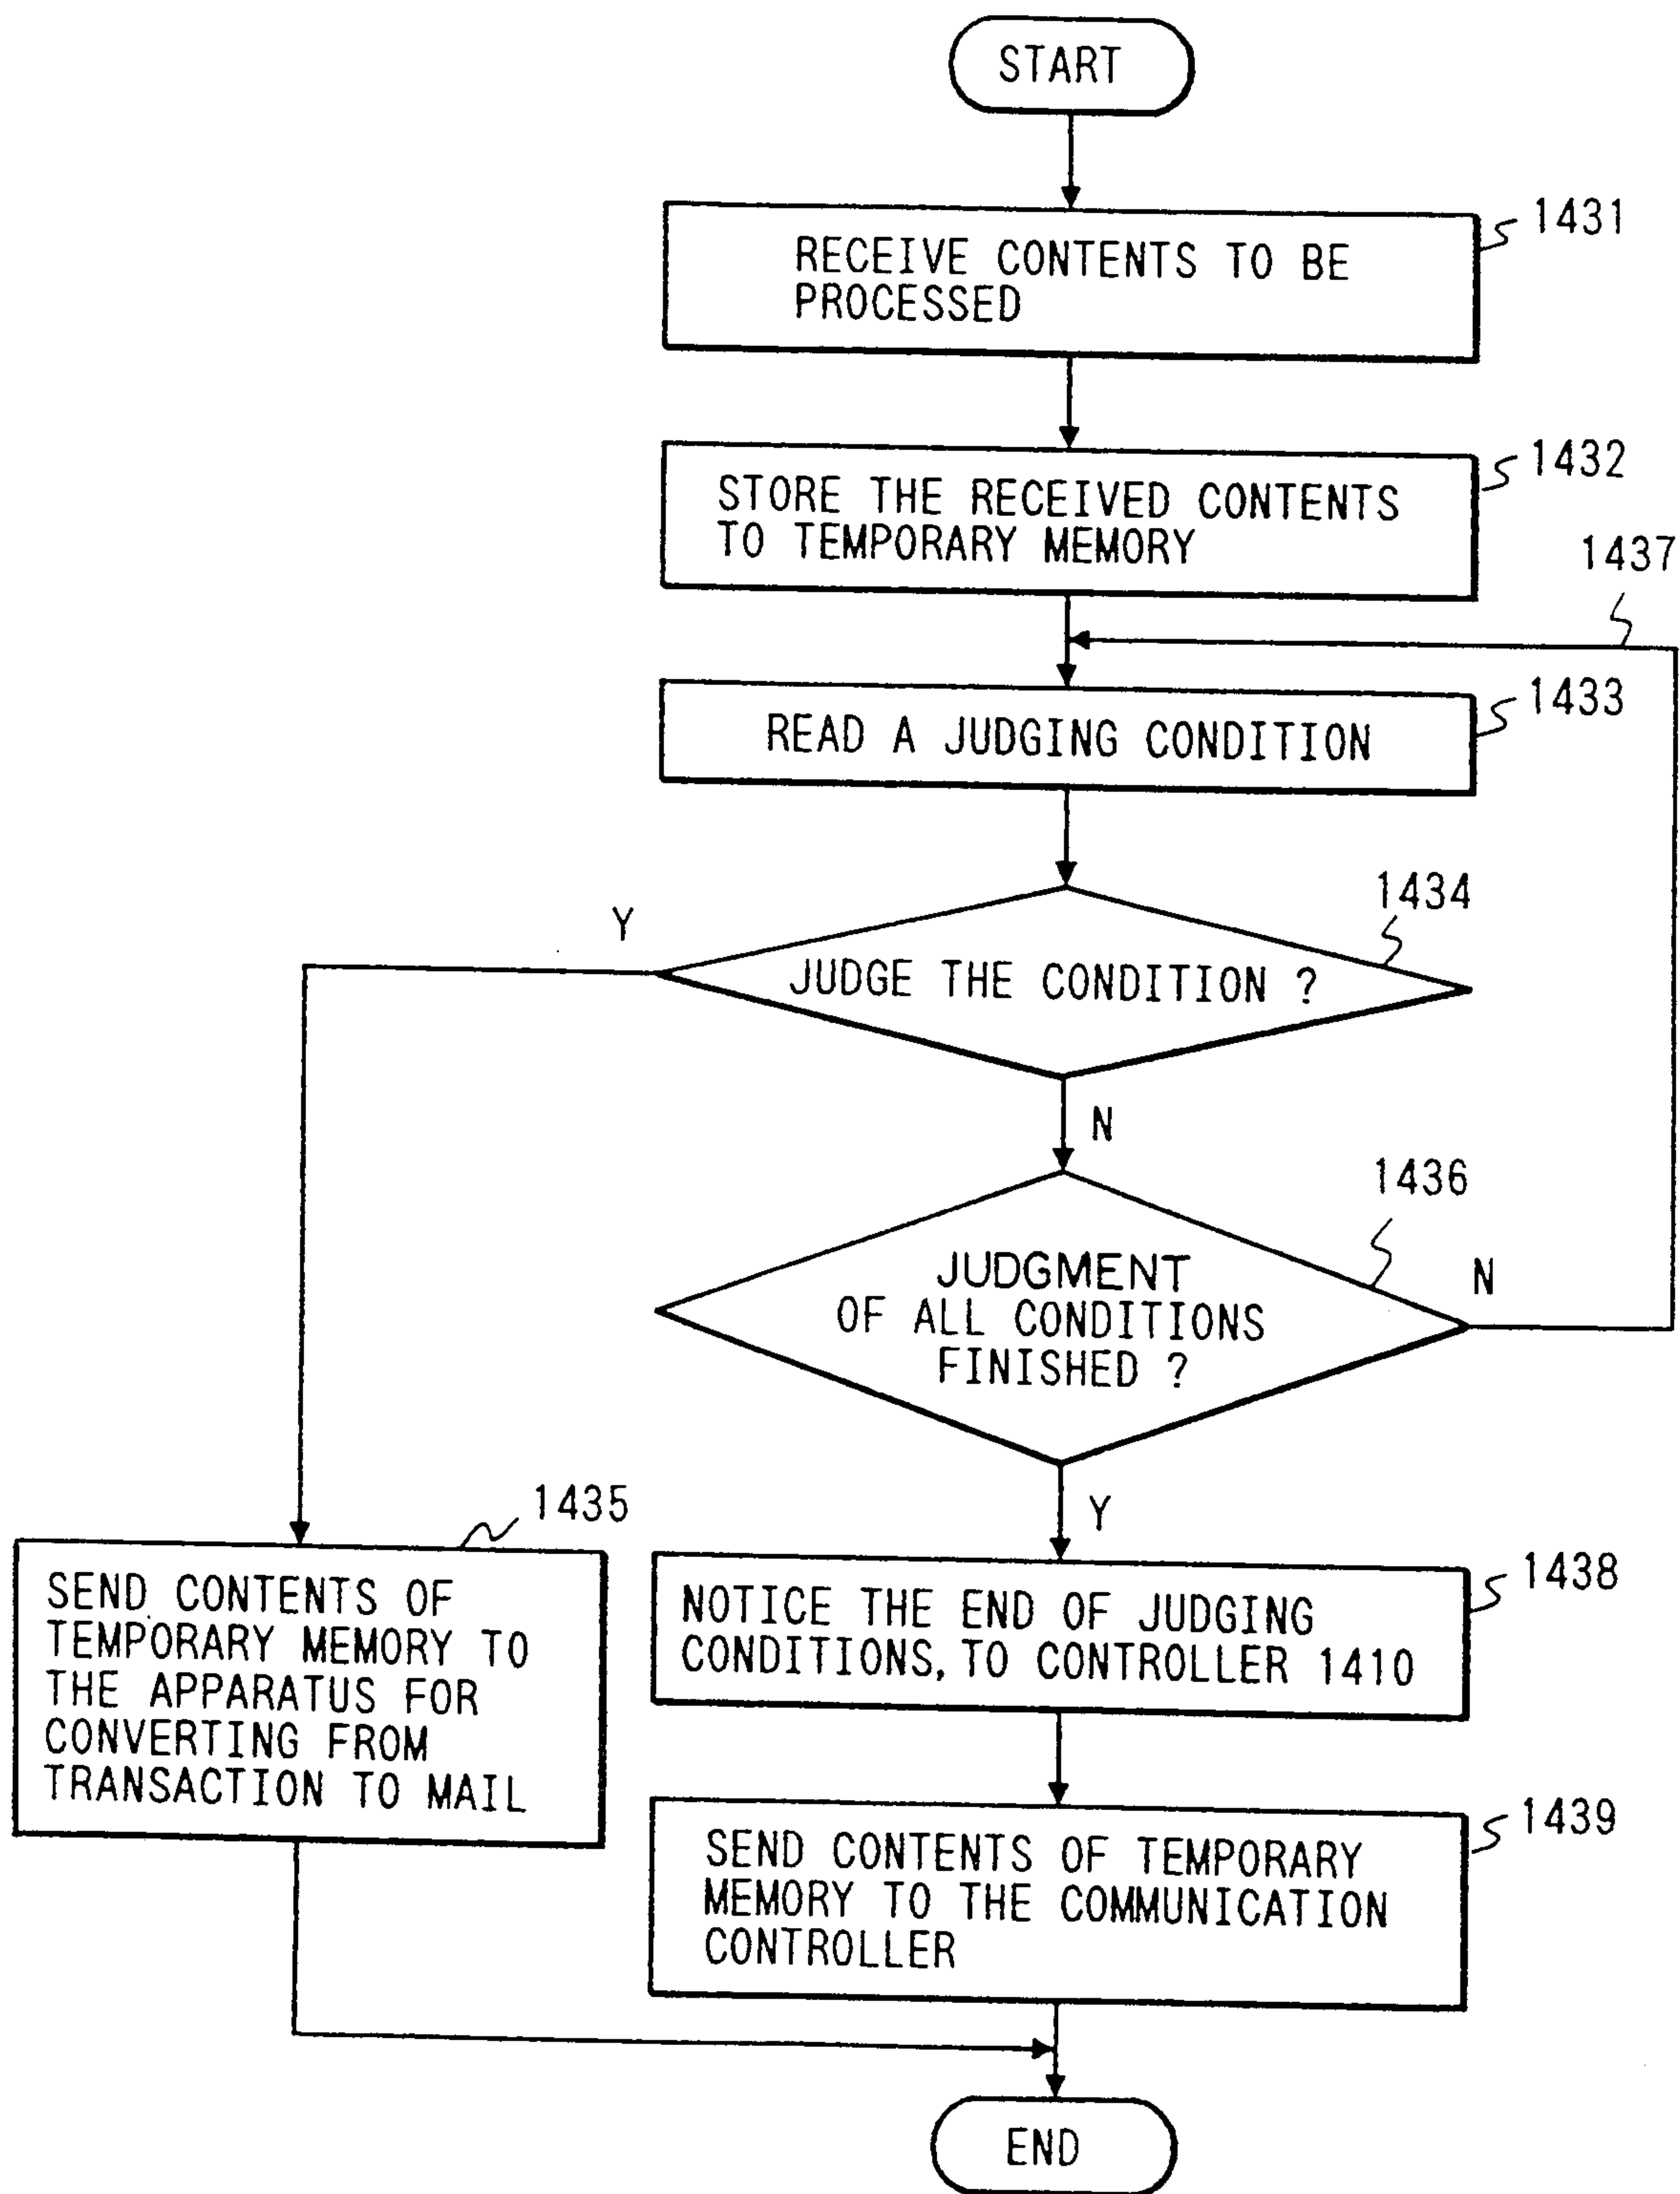 START
1431
RECEIVE CONTENTS TO BE
PROCESSED
1432
STORE THE RECEIVED CONTENTS
TO TEMPORARY MEMORY
1437
1433
READ A JUDGING CONDITION
1434
Y
JUDGE THE CONDITION ?
N
1436
JUDGMENT
OF ALL CONDITIONS
FINISHED ?
N
Y
1435
SEND CONTENTS OF
TEMPORARY MEMORY TO
THE APPARATUS FOR
CONVERTING FROM
TRANSACTION TO MAIL
1438
NOTICE THE END OF JUDGING
CONDITIONS, TO CONTROLLER 1410
1439
SEND CONTENTS OF TEMPORARY
MEMORY TO THE COMMUNICATION
CONTROLLER
END